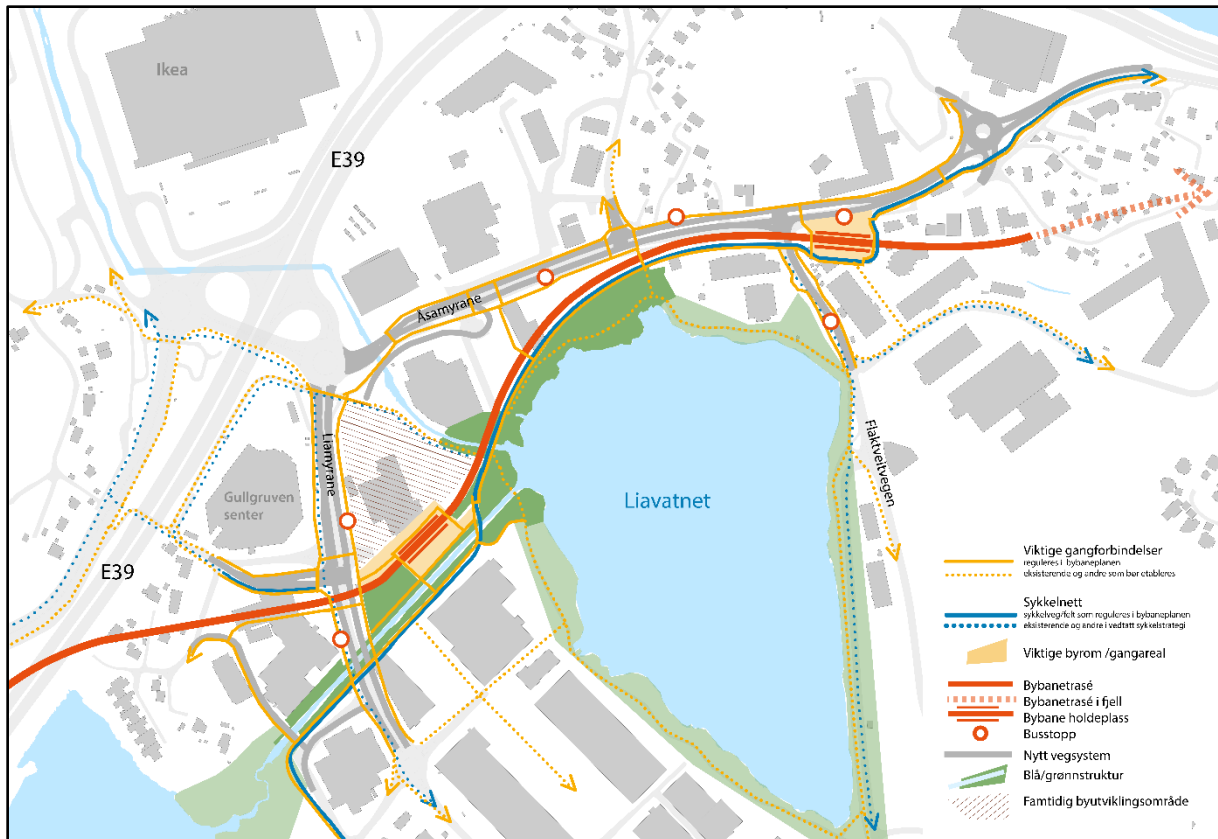 Ikea
E39
Åsamyrane
Liamyrane
Gullgruven
senter
E39
Liavatnet
Flaktveitvegen
Viktige gangforbindelser
reguleres i bybaneplanen
eksisterende og andre som bør etableres
Sykkelnett
sykkelveg/felt som reguleres i bybaneplanen
eksisterende og andre i vedtatt sykkelstrategi
Viktige byrom /gangareal
Bybanetrasé
Bybanetrasé i fjell
Bybane holdeplass
Busstopp
Nytt vegsystem
Blå/grønnstruktur
Famtidig byutviklingsområde